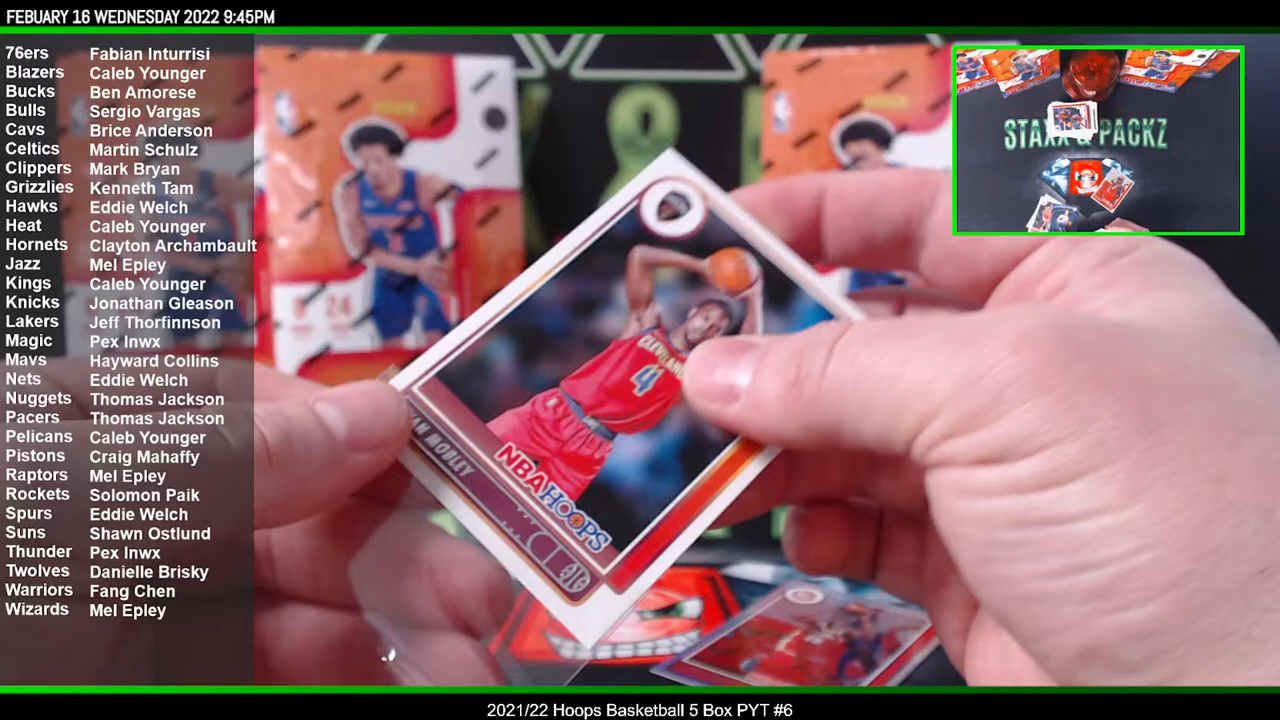 FEBUARY 16 WEDNESDAY 2022 9:45PM
76ers Fabian Inturrisi
Blazers Caleb Younger
Bucks Ben Amorese
Bulls Sergio Vargas
Cavs Brice Anderson
Celtics Martin Schulz
Clippers Mark Bryan
Grizzlies Kenneth Tam
Hawks Eddie Welch
Heat Caleb Younger
Hornets Clayton Archambault
Jazz Mel Epley
Kings Caleb Younger
Knicks Jonathan Gleason
Lakers Jeff Thorfinnson
Magic Pex Inwx
Mavs Hayward Collins
Nets Eddie Welch
Nuggets Thomas Jackson
Pacers Thomas Jackson
Pelicans Caleb Younger
Pistons Craig Mahaffy
Raptors Mel Epley
Rockets Solomon Paik
Spurs Eddie Welch
Suns Shawn Ostlund
Thunder Pex Inwx
Twolves Danielle Brisky
Warriors Fang Chen
Wizards Mel Epley
STAXX & PACKZ
CLEVELAND
4
MOBLEY
NBA HOOPS
CLE
8 24
2021/22 Hoops Basketball 5 Box PYT #6